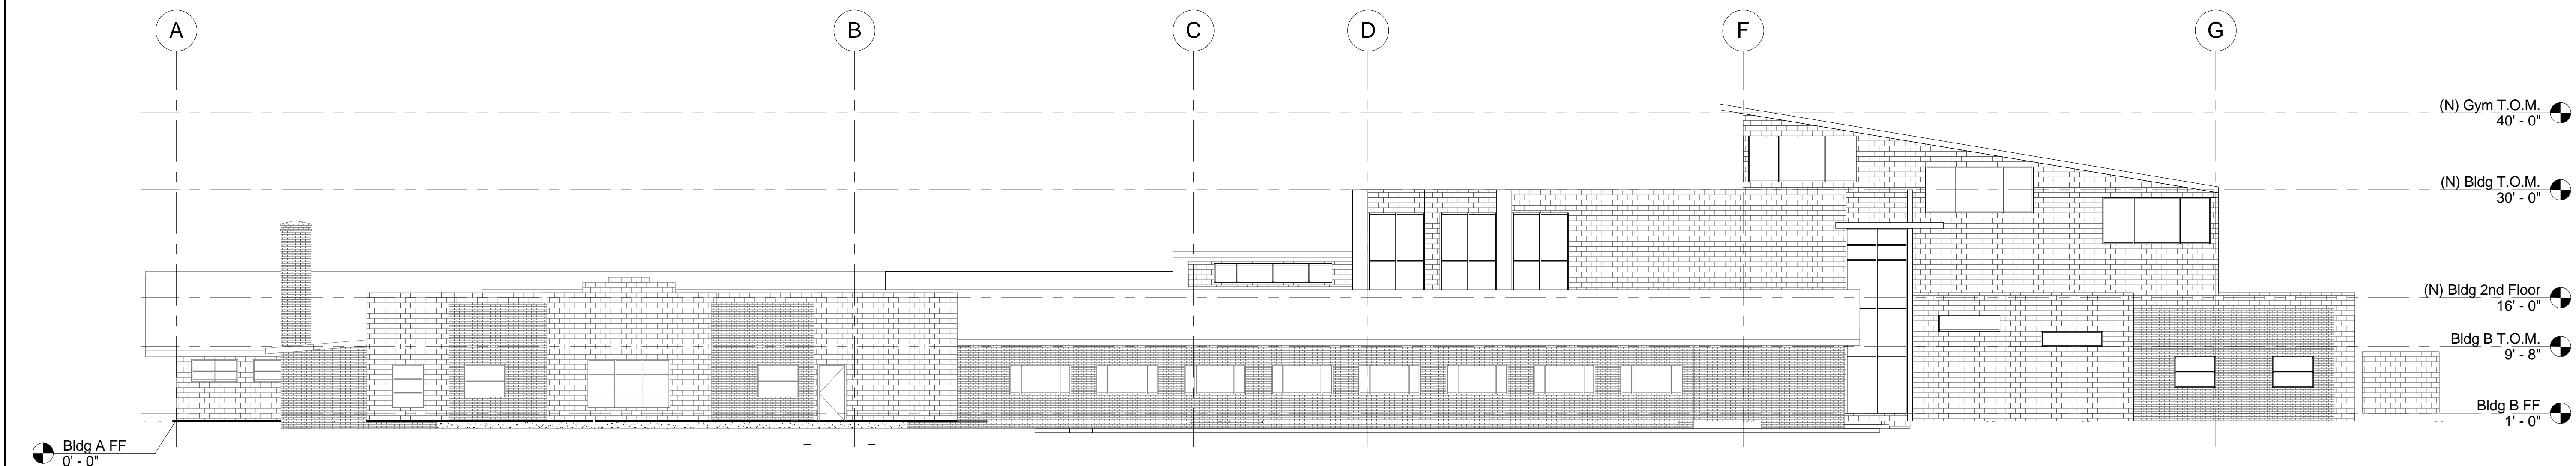 A B C D F G
(N) Gym T.O.M.
40' - 0"
(N) Bldg T.O.M.
30' - 0"
(N) Bldg 2nd Floor
16' - 0"
Bldg B T.O.M.
9' - 8"
Bldg B FF
1' - 0"
Bldg A FF
0' - 0"